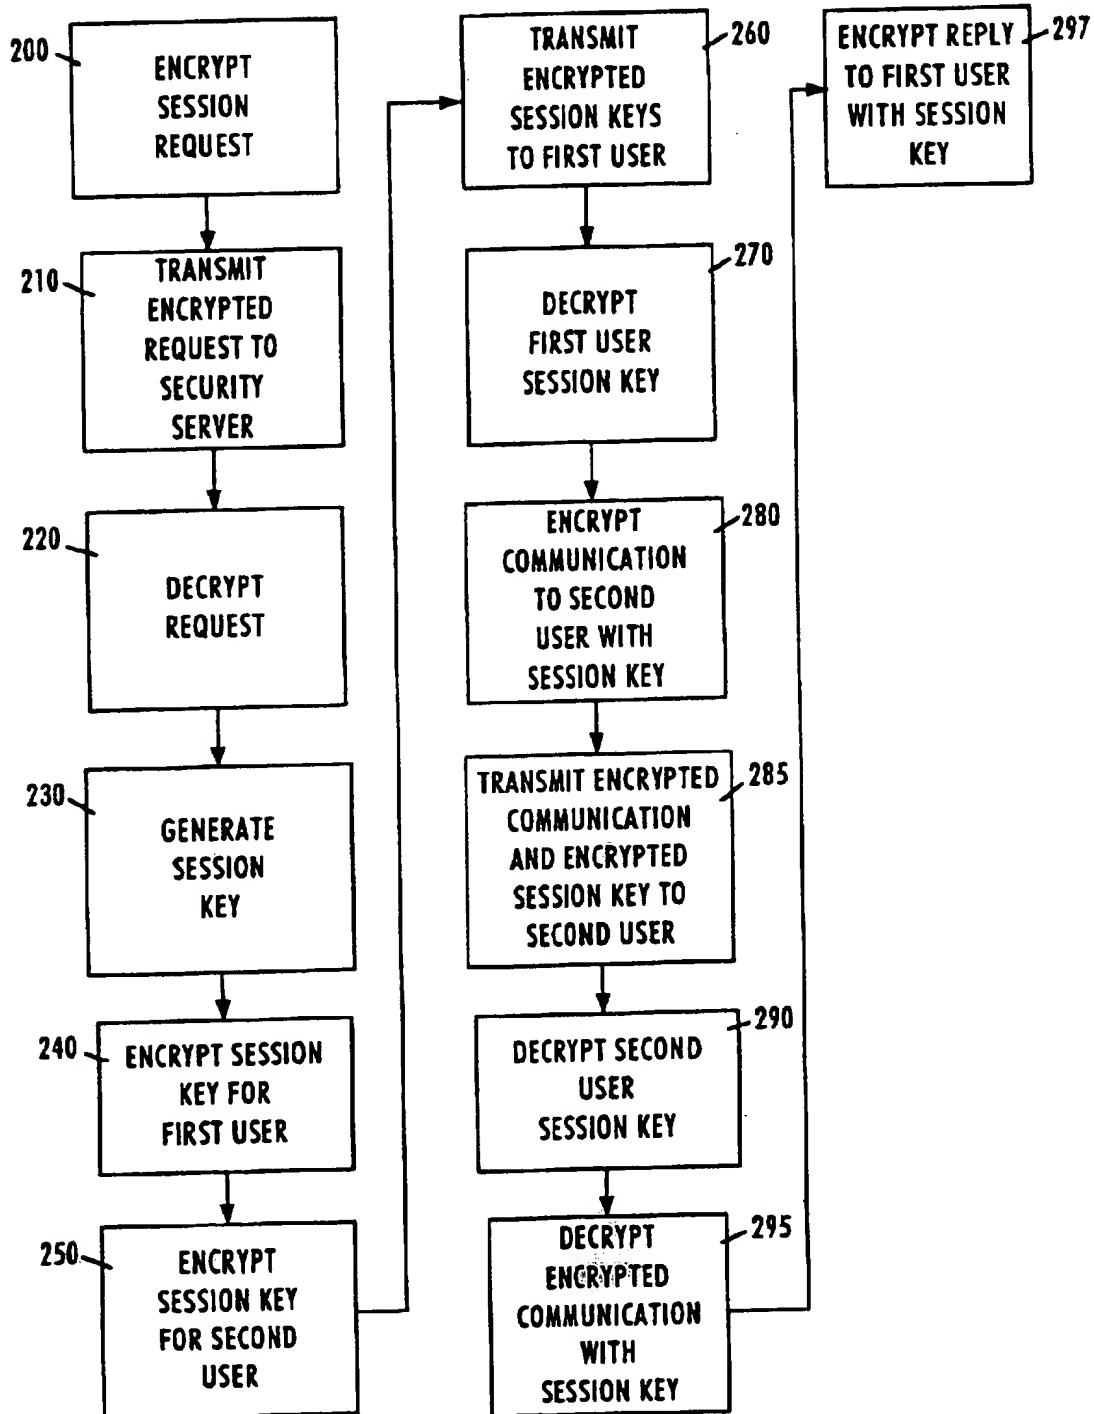 200
ENCRYPT
SESSION
REQUEST
210
TRANSMIT
ENCRYPTED
REQUEST TO
SECURITY
SERVER
220
DECRYPT
REQUEST
230
GENERATE
SESSION
KEY
240
ENCRYPT SESSION
KEY FOR
FIRST USER
250
ENCRYPT
SESSION KEY
FOR SECOND
USER
260
TRANSMIT
ENCRYPTED
SESSION KEYS
TO FIRST USER
270
DECRYPT
FIRST USER
SESSION KEY
280
ENCRYPT
COMMUNICATION
TO SECOND
USER WITH
SESSION KEY
285
TRANSMIT ENCRYPTED
COMMUNICATION
AND ENCRYPTED
SESSION KEY TO
SECOND USER
290
DECRYPT SECOND
USER
SESSION KEY
295
DECRYPT
ENCRYPTED
COMMUNICATION
WITH
SESSION KEY
297
ENCRYPT REPLY
TO FIRST USER
WITH SESSION
KEY